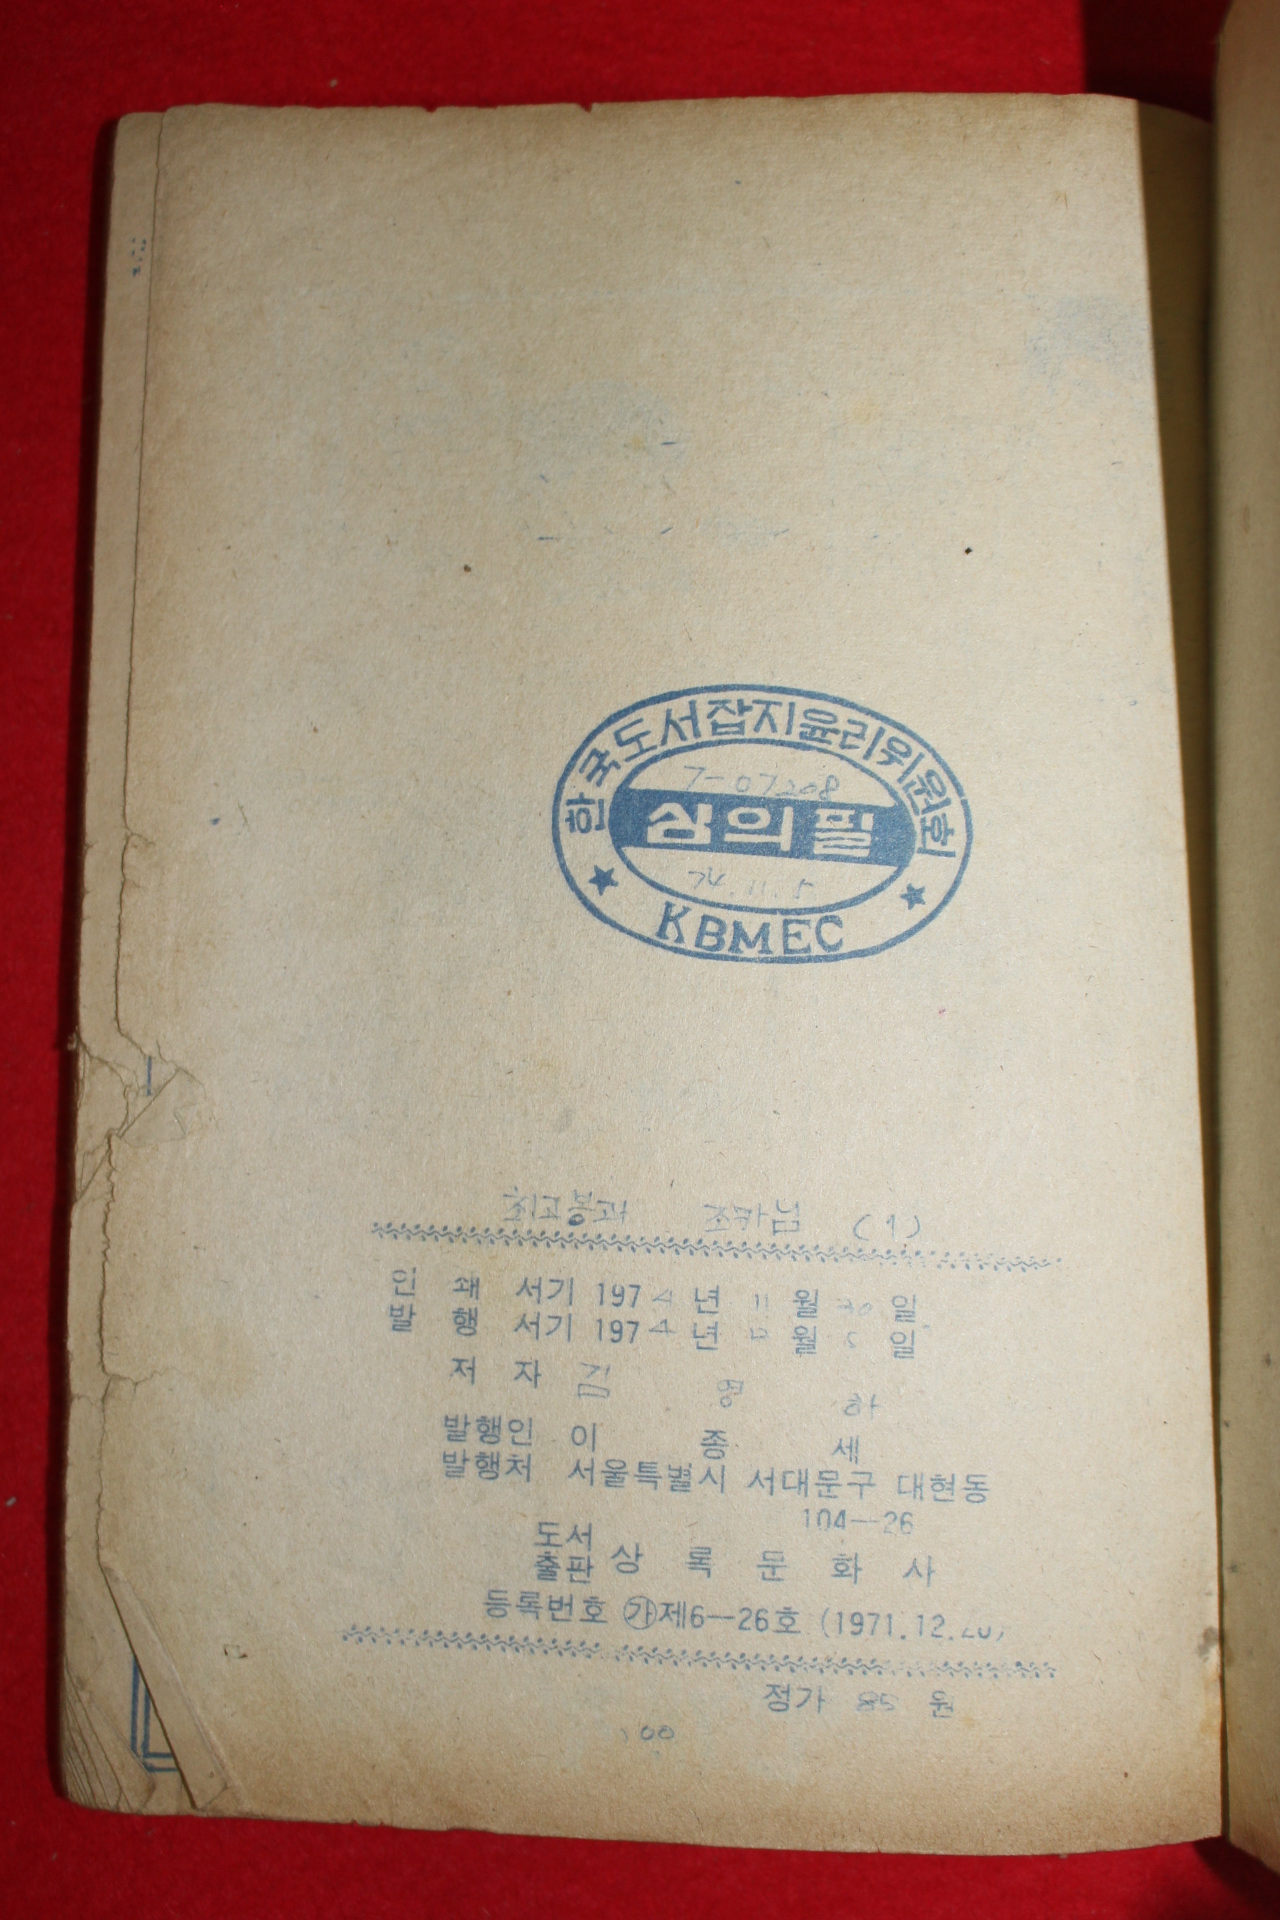 한국도서잡지윤리위원회
7-07208
심의필
74.11.5
KBMEC
최고봉과 조카님 (1)
인 쇄 서기 1974년 11월 30일
발 행 서기 1974년 월 5일
저 자 김 영 하
발행인 이 종 세
발행처 서울특별시 서대문구 대현동
104-26
도서
출판 상 록 문 화 사
등록번호 ㉮제6-26호 (1971.12.20)
정가 85 원
100